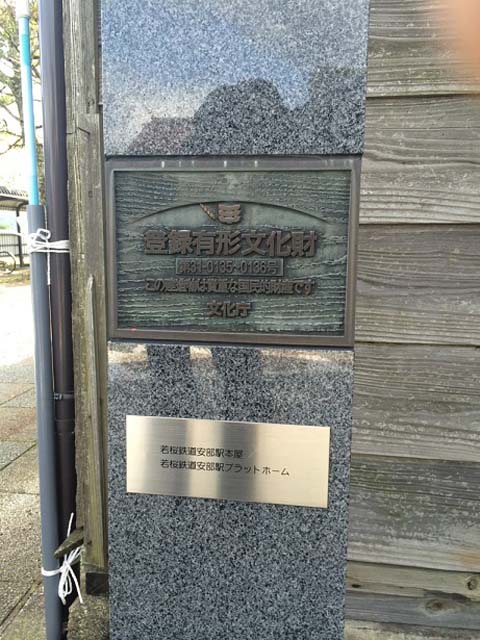 登録有形文化財
第31-0135~0136号
この建造物は貴重な国民的財産です
文化庁
若桜鉄道安部駅本屋
若桜鉄道安部駅プラットホーム